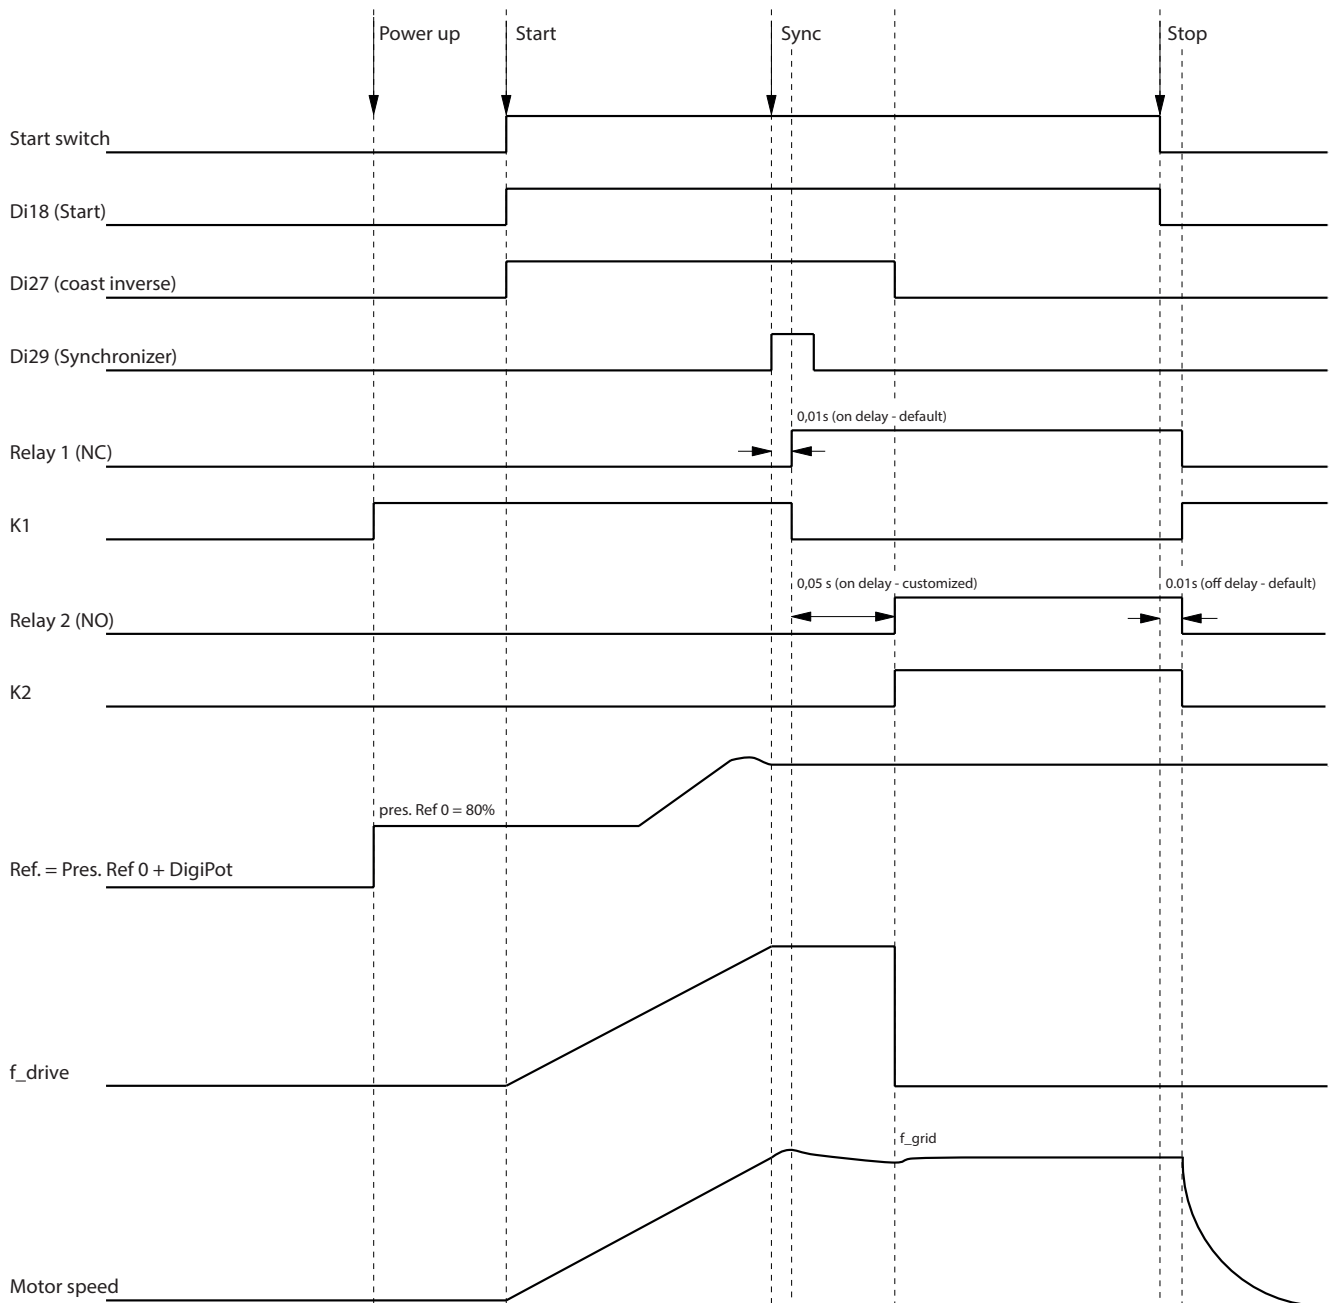 Power up
Start
Sync
Stop
Start switch
Di18 (Start)
Di27 (coast inverse)
Di29 (Synchronizer)
0,01s (on delay - default)
Relay 1 (NC)
K1
0,05 s (on delay - customized)
0.01s (off delay - default)
Relay 2 (NO)
K2
pres. Ref 0 = 80%
Ref. = Pres. Ref 0 + DigiPot
f_drive
f_grid
Motor speed